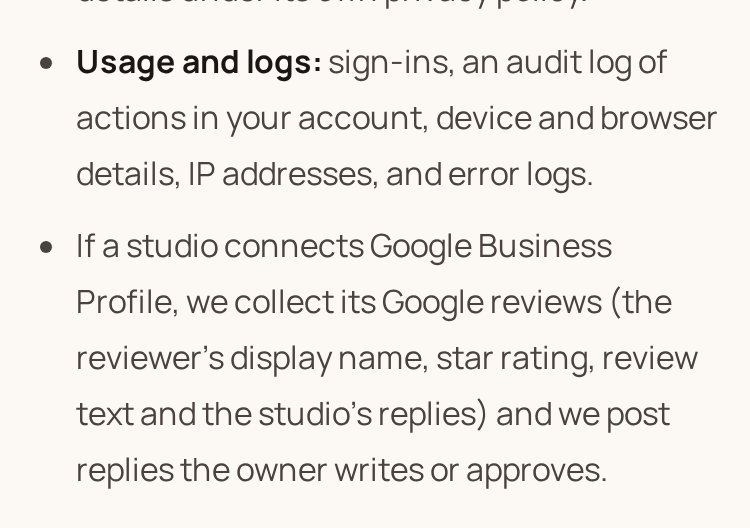 Usage and logs: sign-ins, an audit log of
actions in your account, device and browser
details, IP addresses, and error logs.
If a studio connects Google Business
Profile, we collect its Google reviews (the
reviewer’s display name, star rating, review
text and the studio’s replies) and we post
replies the owner writes or approves.